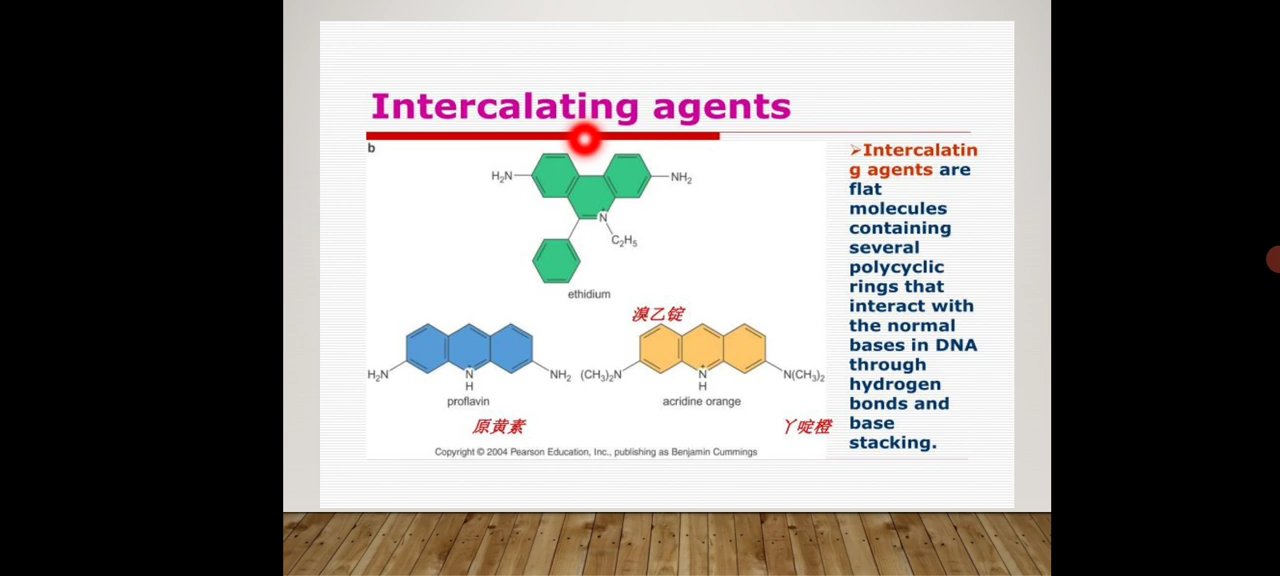 Intercalating agents
b
H₂N
NH₂
N⁺
C₂H₅
ethidium
溴乙锭
H₂N
N⁺
H
NH₂
proflavin
原黄素
(CH₃)₂N
N⁺
H
N(CH₃)₂
acridine orange
丫啶橙
Copyright © 2004 Pearson Education, Inc., publishing as Benjamin Cummings
➢Intercalatin
g agents are
flat
molecules
containing
several
polycyclic
rings that
interact with
the normal
bases in DNA
through
hydrogen
bonds and
base
stacking.